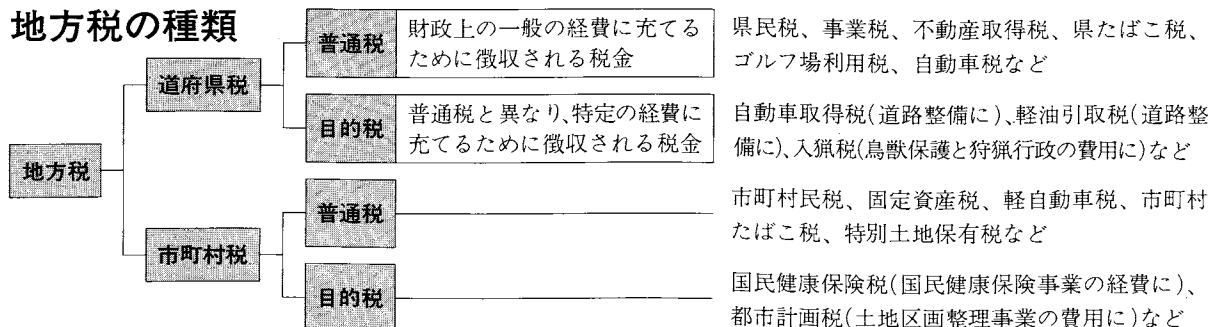 地方税の種類
地方税
道府県税
普通税
財政上の一般の経費に充てる
ために徴収される税金
県民税、事業税、不動産取得税、県たばこ税、
ゴルフ場利用税、自動車税など
目的税
普通税と異なり、特定の経費に
充てるために徴収される税金
自動車取得税(道路整備に)、軽油引取税(道路整
備に)、入猟税(鳥獣保護と狩猟行政の費用に)など
市町村税
普通税
市町村民税、固定資産税、軽自動車税、市町村
たばこ税、特別土地保有税など
目的税
国民健康保険税(国民健康保険事業の経費に)、
都市計画税(土地区画整理事業の費用に)など